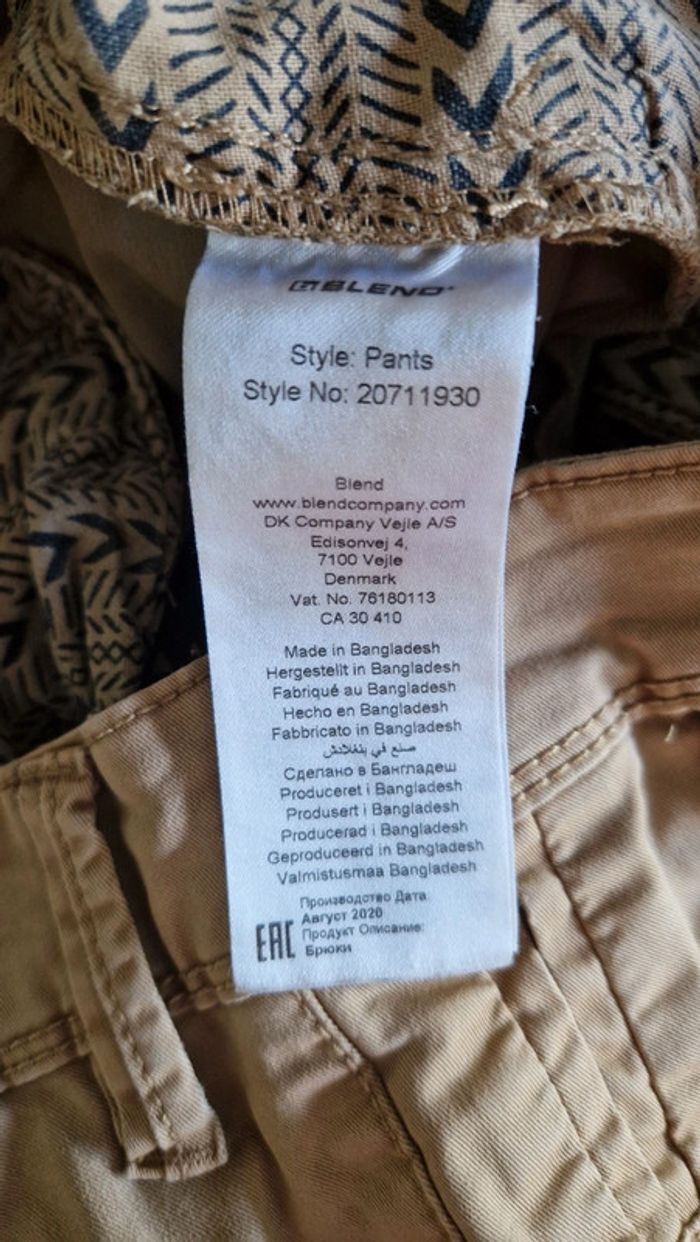 BLEND
Style: Pants
Style No: 20711930
Blend
www.blendcompany.com
DK Company Vejle A/S
Edisonvej 4,
7100 Vejle
Denmark
Vat. No. 76180113
CA 30 410
Made in Bangladesh
Hergestellt in Bangladesh
Fabriqué au Bangladesh
Hecho en Bangladesh
Fabbricato in Bangladesh
صنع في بنغلادش
Сделано в Бангладеш
Produceret i Bangladesh
Produsert i Bangladesh
Producerad i Bangladesh
Geproduceerd in Bangladesh
Valmistusmaa Bangladesh
Производство Дата:
Август 2020
Продукт Описание:
Брюки
EAC